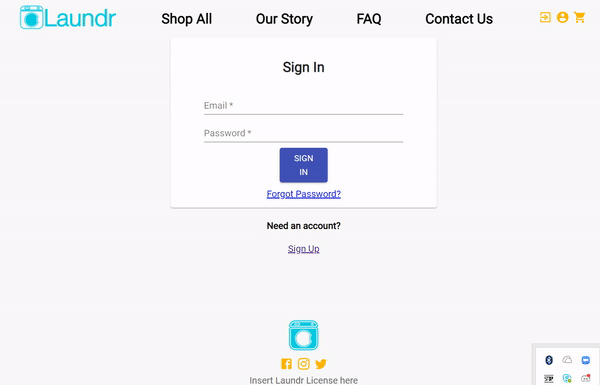 Laundr Shop All Our Story FAQ Contact Us
Sign In
Email *
Password *
SIGN
IN
Forgot Password?
Need an account?
Sign Up
Insert Laundr License here